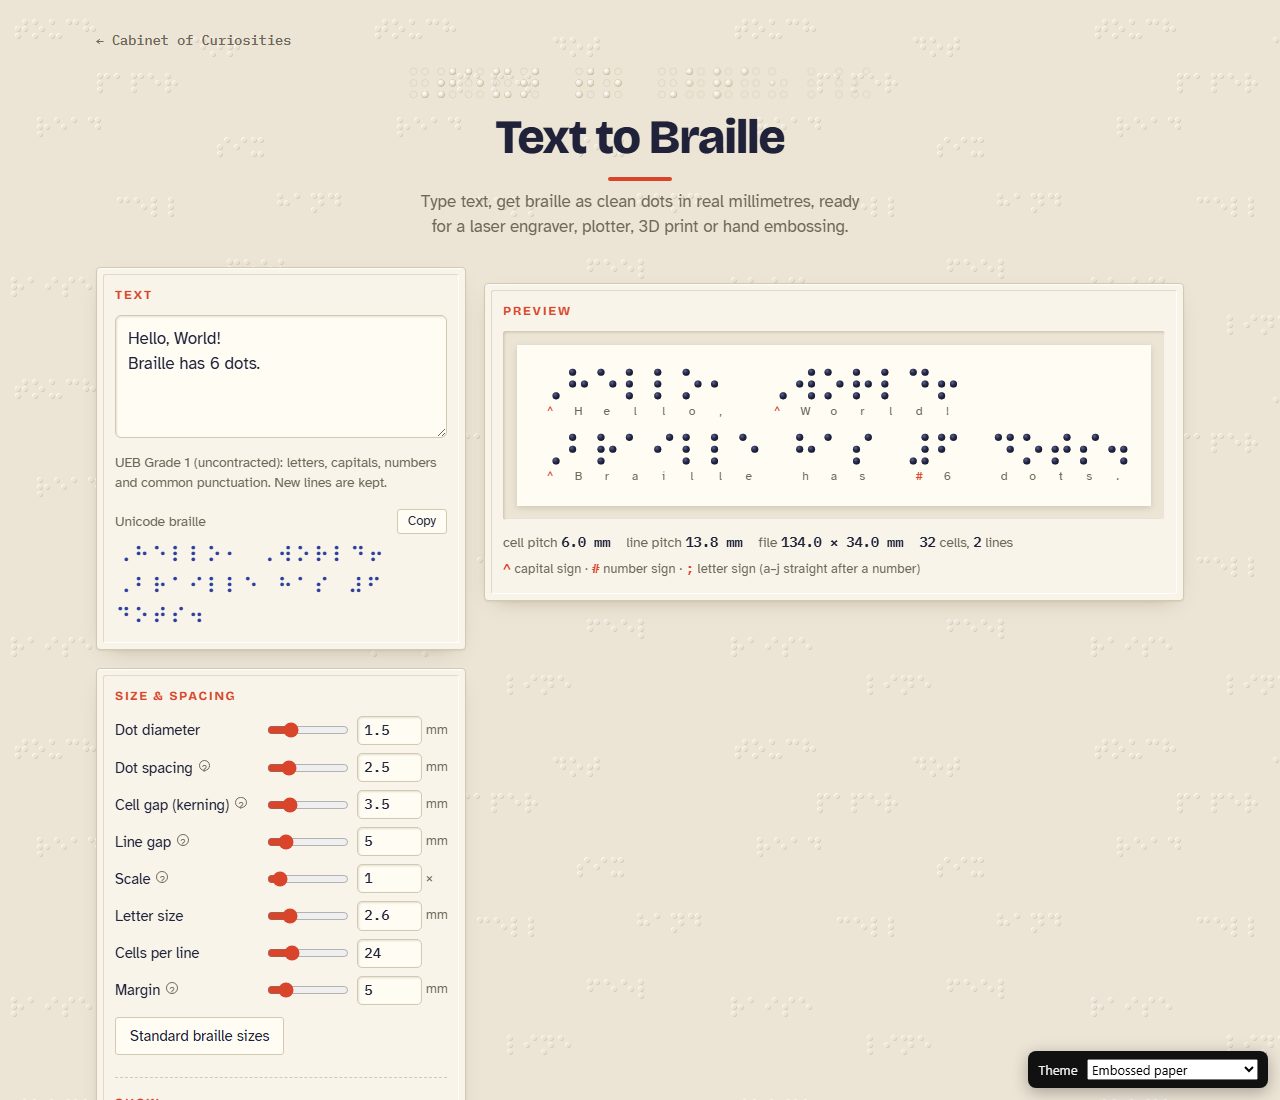 ← Cabinet of Curiosities
Text to Braille
Type text, get braille as clean dots in real millimetres, ready
for a laser engraver, plotter, 3D print or hand embossing.
TEXT
Hello, World!
Braille has 6 dots.
UEB Grade 1 (uncontracted): letters, capitals, numbers
and common punctuation. New lines are kept.
Unicode braille
Copy
⠠⠓⠑⠇⠇⠕⠂ ⠠⠺⠕⠗⠇⠙⠖
⠠⠃⠗⠁⠊⠇⠇⠑ ⠓⠁⠎ ⠼⠋
⠙⠕⠞⠎⠲
SIZE & SPACING
Dot diameter 1.5 mm
Dot spacing ? 2.5 mm
Cell gap (kerning) ? 3.5 mm
Line gap ? 5 mm
Scale ? 1 ×
Letter size 2.6 mm
Cells per line 24
Margin ? 5 mm
Standard braille sizes
PREVIEW
⠠⠓⠑⠇⠇⠕⠂ ⠠⠺⠕⠗⠇⠙⠖
^ H e l l o , ^ W o r l d !
⠠⠃⠗⠁⠊⠇⠇⠑ ⠓⠁⠎ ⠼⠋ ⠙⠕⠞⠎⠲
^ B r a i l l e h a s # 6 d o t s .
cell pitch 6.0 mm line pitch 13.8 mm file 134.0 × 34.0 mm 32 cells, 2 lines
^ capital sign · # number sign · ; letter sign (a–j straight after a number)
Theme Embossed paper